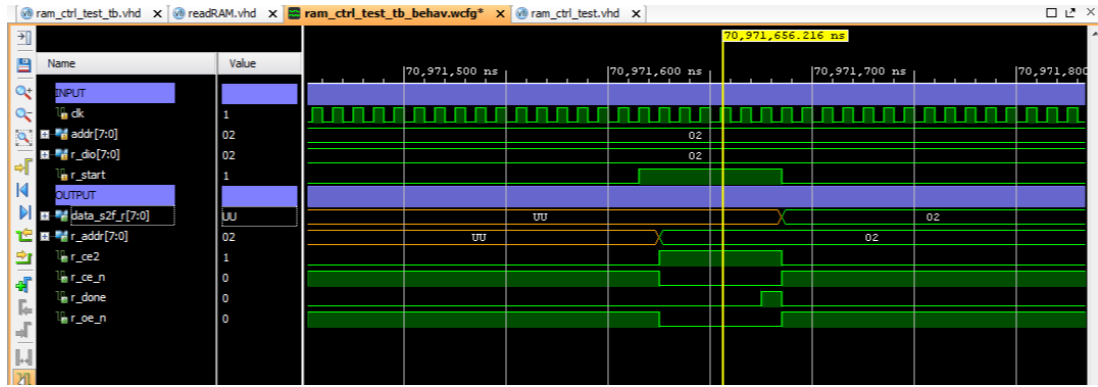 ram_ctrl_test_tb.vhd x readRAM.vhd x ram_ctrl_test_tb_behav.wcfg* x ram_ctrl_test.vhd x
70,971,656.216 ns
Name Value 70,971,500 ns 70,971,600 ns 70,971,700 ns 70,971,800
INPUT
clk 1
addr[7:0] 02 02
r_dio[7:0] 02 02
r_start 1
OUTPUT
data_s2f_r[7:0] UU UU 02
r_addr[7:0] 02 UU 02
r_ce2 1
r_ce_n 0
r_done 0
r_oe_n 0